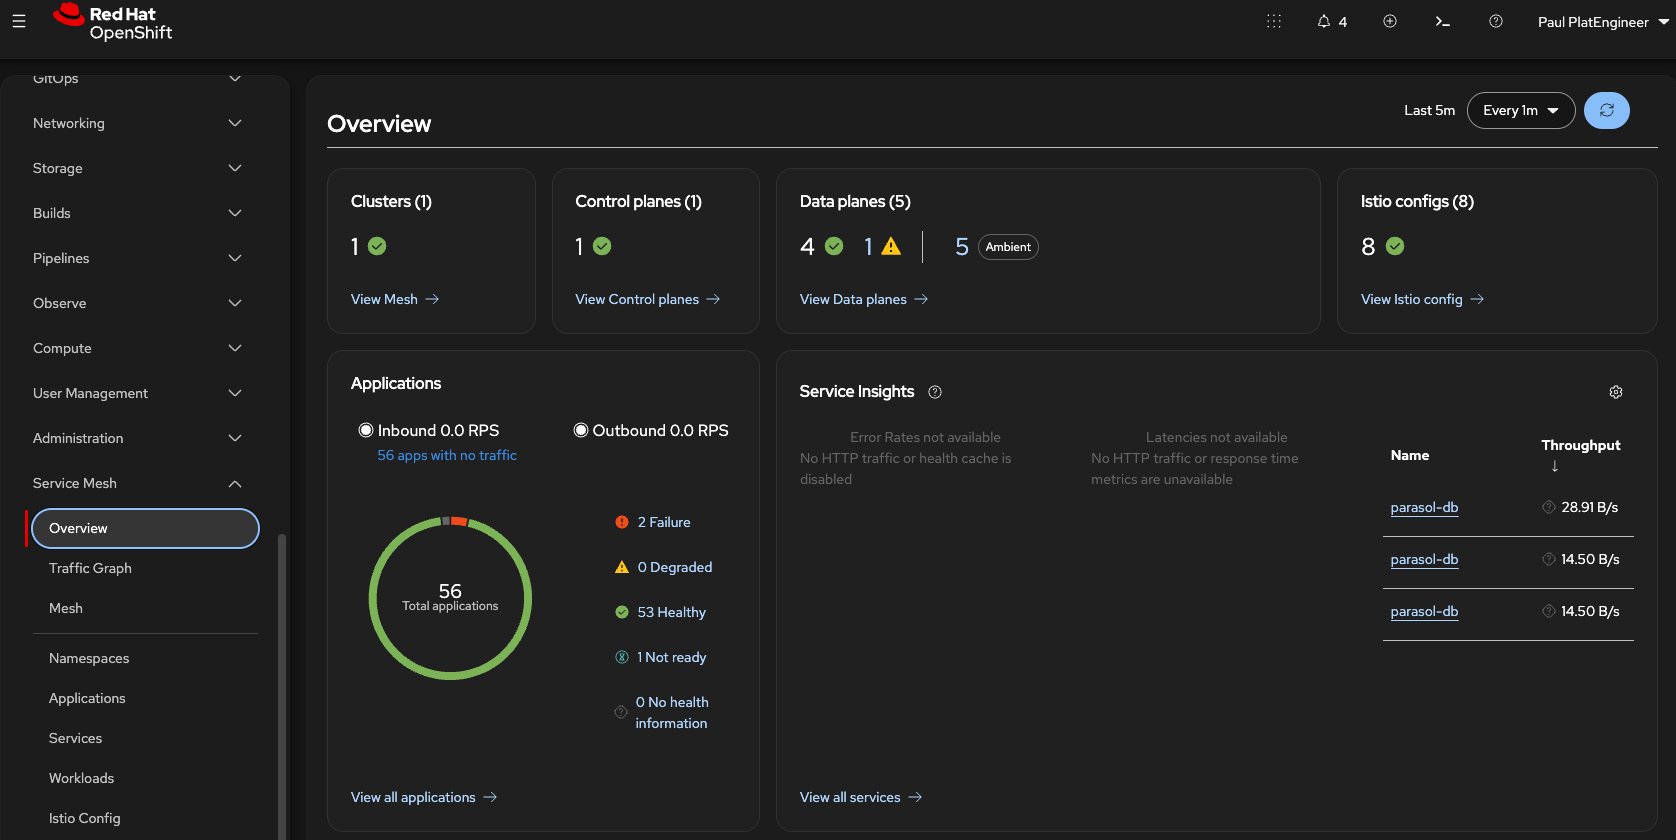 Red Hat
OpenShift
4
Paul PlatEngineer
GitOps
Networking
Storage
Builds
Pipelines
Observe
Compute
User Management
Administration
Service Mesh
Overview
Traffic Graph
Mesh
Namespaces
Applications
Services
Workloads
Istio Config
Overview
Last 5m
Every 1m
Clusters (1)
1
View Mesh
Control planes (1)
1
View Control planes
Data planes (5)
4 1 5 Ambient
View Data planes
Istio configs (8)
8
View Istio config
Applications
Inbound 0.0 RPS
56 apps with no traffic
Outbound 0.0 RPS
56
Total applications
2 Failure
0 Degraded
53 Healthy
1 Not ready
0 No health
information
View all applications
Service Insights
Error Rates not available
No HTTP traffic or health cache is
disabled
Latencies not available
No HTTP traffic or response time
metrics are unavailable
Name Throughput
parasol-db 28.91 B/s
parasol-db 14.50 B/s
parasol-db 14.50 B/s
View all services